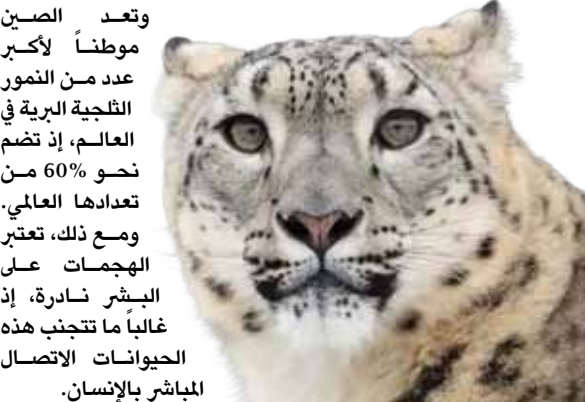 وتعد الصين
موطناً لأكبر
عدد من النمور
الثلجية البرية في
العالم، إذ تضم
نحو 60% من
تعدادها العالمي.
ومع ذلك، تعتبر
الهجمات على
البشر نادرة، إذ
غالباً ما تتجنب هذه
الحيوانات الاتصال
المباشر بالإنسان.